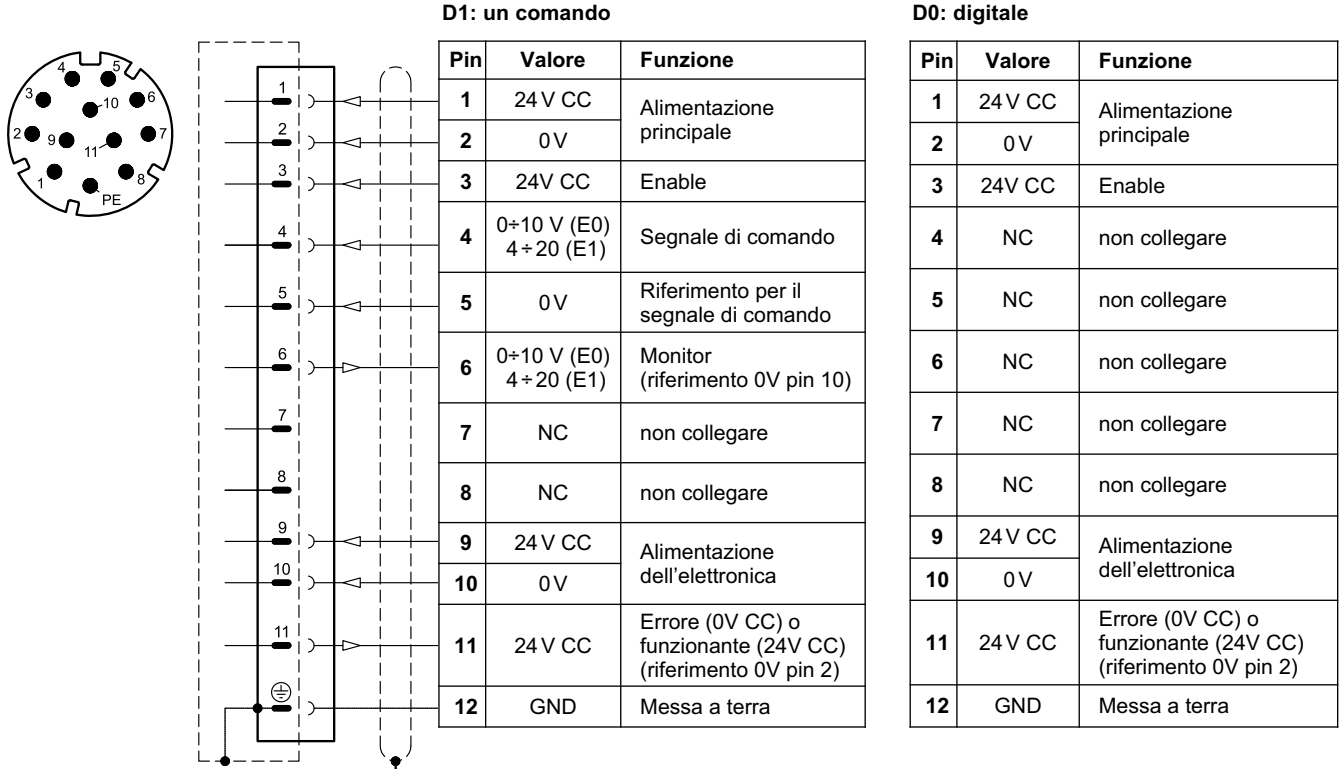 D1: un comando
D0: digitale
4
5
3
10
6
2
9
11
7
1
8
PE
1
2
3
4
5
6
7
8
9
10
11
Pin Valore Funzione
1 24 V CC Alimentazione principale
2 0 V
3 24V CC Enable
4 0÷10 V (E0) Segnale di comando
4÷20 (E1)
5 0 V Riferimento per il
segnale di comando
6 0÷10 V (E0) Monitor
4÷20 (E1) (riferimento 0V pin 10)
7 NC non collegare
8 NC non collegare
9 24 V CC Alimentazione
10 0 V dell'elettronica
11 24 V CC Errore (0V CC) o
funzionante (24V CC)
(riferimento 0V pin 2)
12 GND Messa a terra
Pin Valore Funzione
1 24 V CC Alimentazione
2 0 V principale
3 24V CC Enable
4 NC non collegare
5 NC non collegare
6 NC non collegare
7 NC non collegare
8 NC non collegare
9 24 V CC Alimentazione
10 0 V dell'elettronica
11 24 V CC Errore (0V CC) o
funzionante (24V CC)
(riferimento 0V pin 2)
12 GND Messa a terra